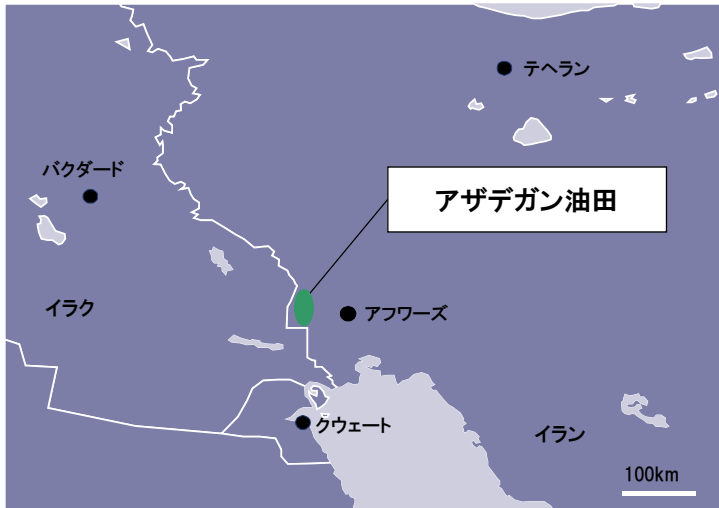 テヘラン
バクダード
アザデガン油田
イラク
アフワーズ
クウェート
イラン
100km